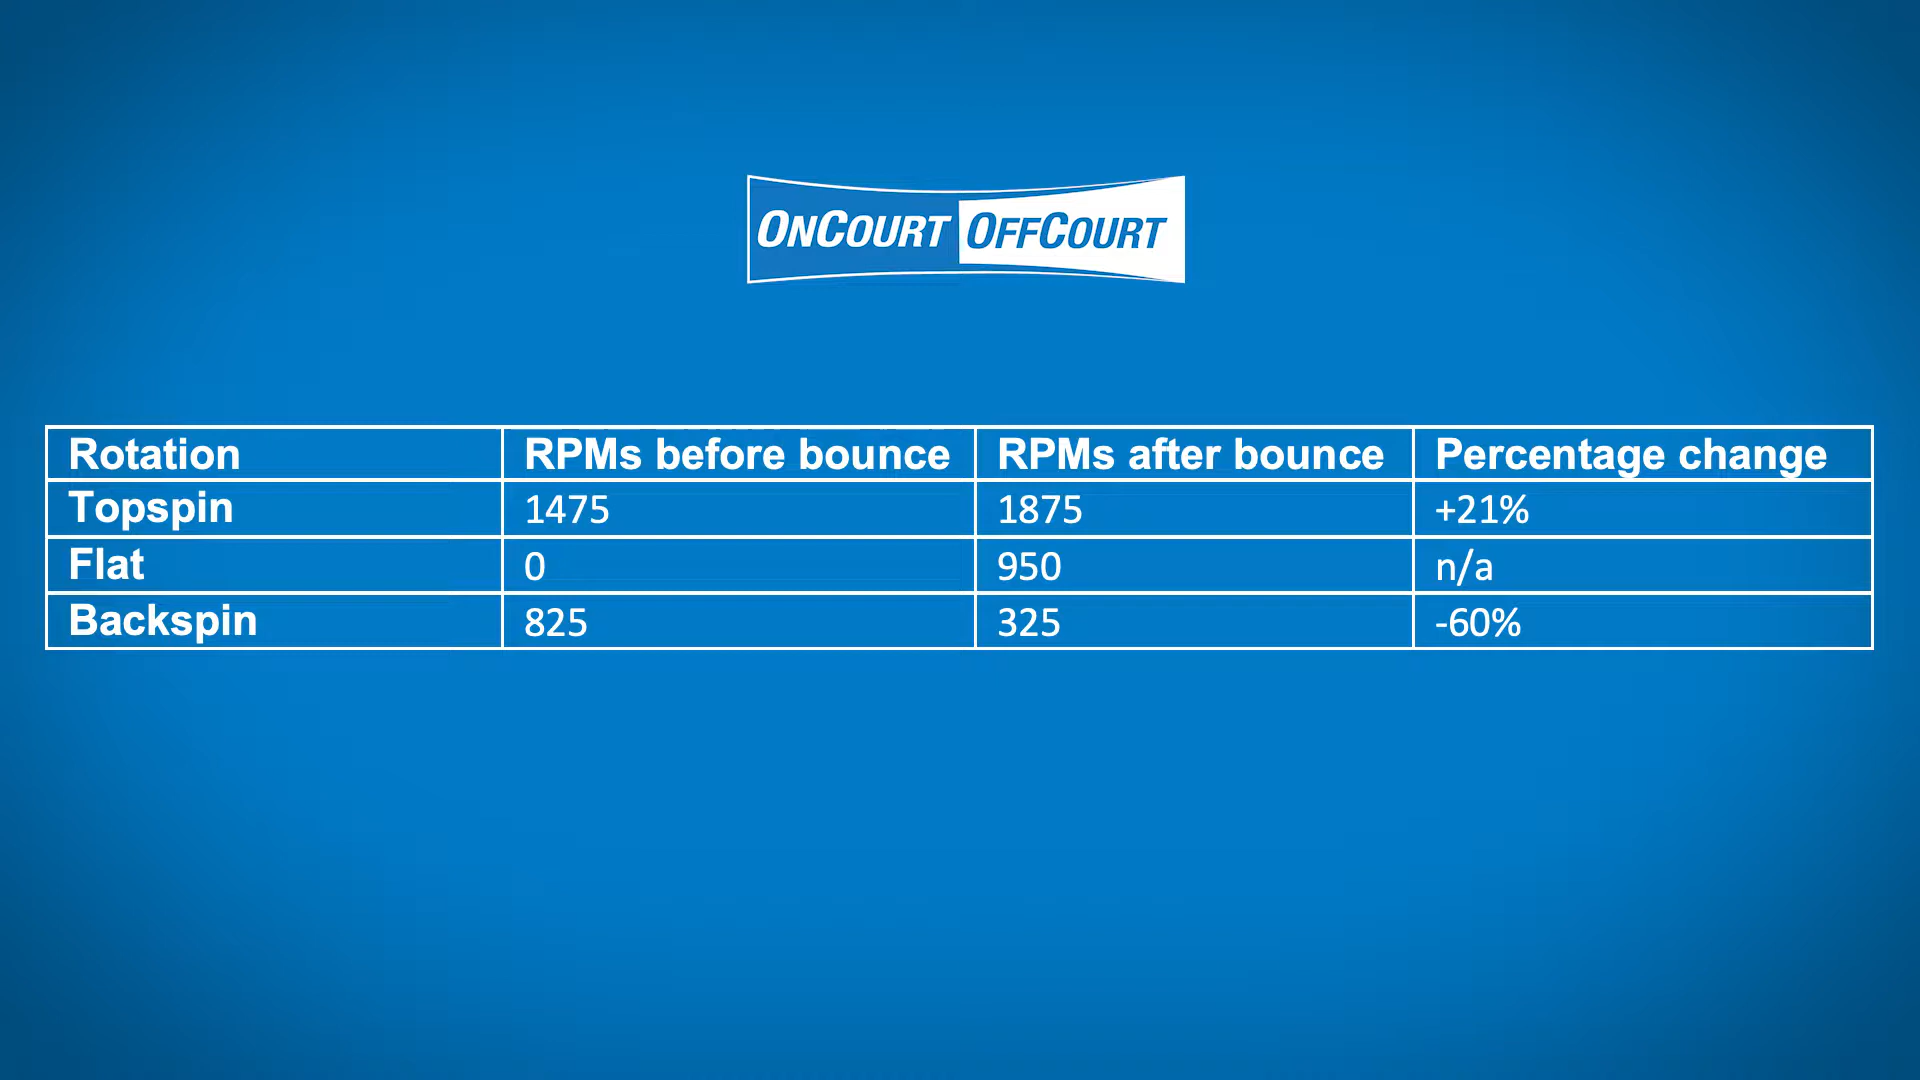 ONCOURT OFFCOURT
Rotation RPMs before bounce RPMs after bounce Percentage change
Topspin 1475 1875 +21%
Flat 0 950 n/a
Backspin 825 325 -60%